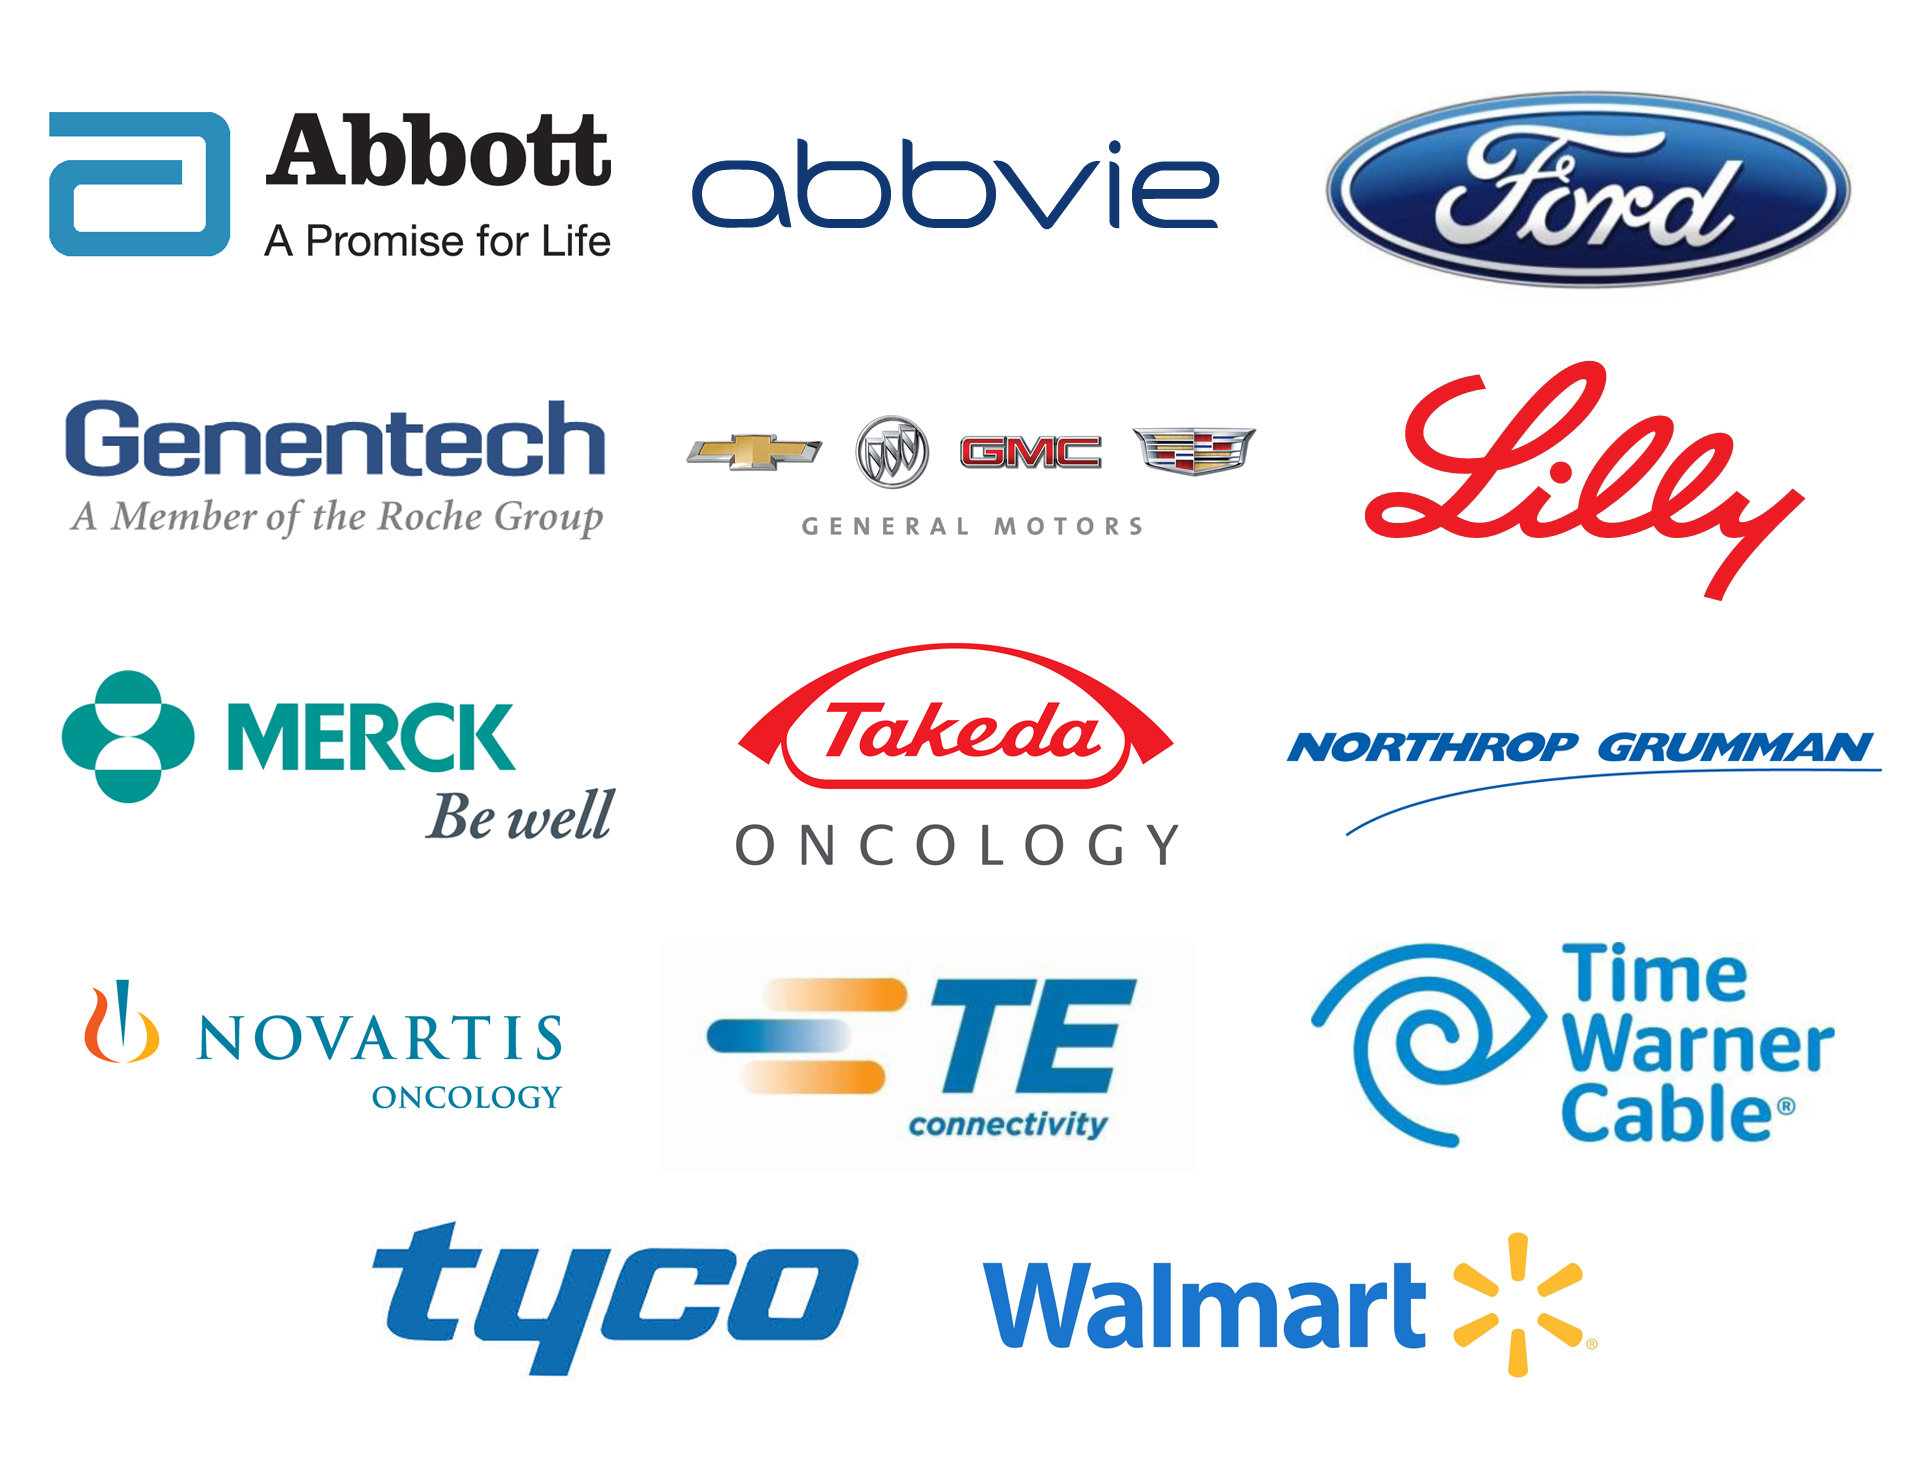 Abbott
A Promise for Life
abbvie
Ford
Genentech
A Member of the Roche Group
GMC
GENERAL MOTORS
Lilly
MERCK
Be well
Takeda
ONCOLOGY
NORTHROP GRUMMAN
NOVARTIS
ONCOLOGY
TE
connectivity
Time
Warner
Cable®
tyco
Walmart ®